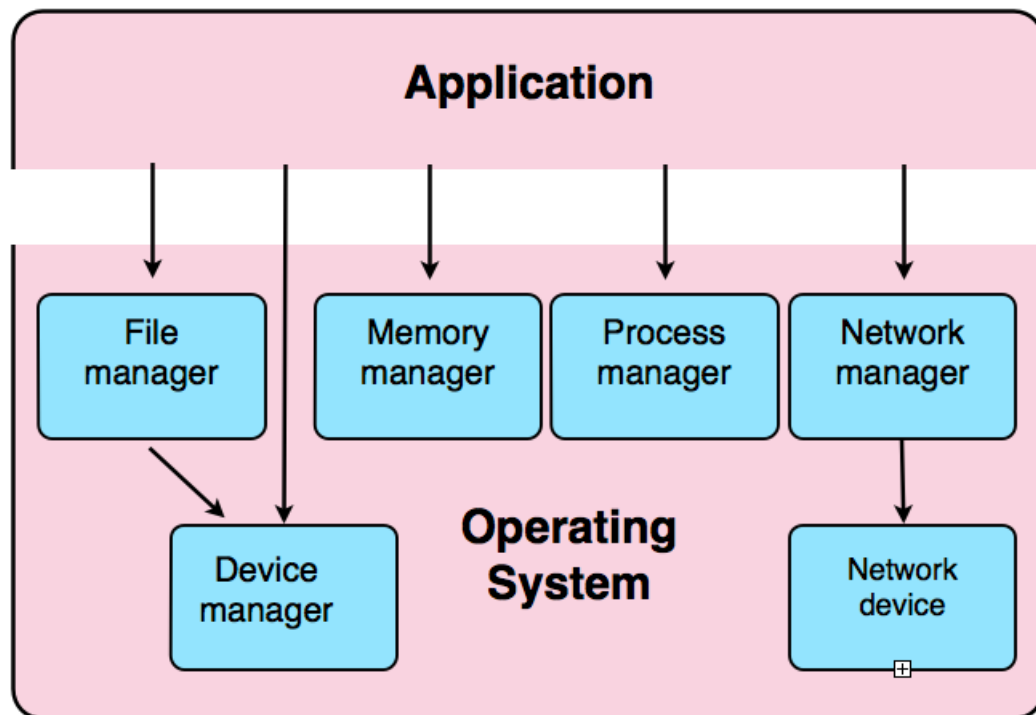 Application
File
manager
Memory
manager
Process
manager
Network
manager
Operating
System
Device
manager
Network
device